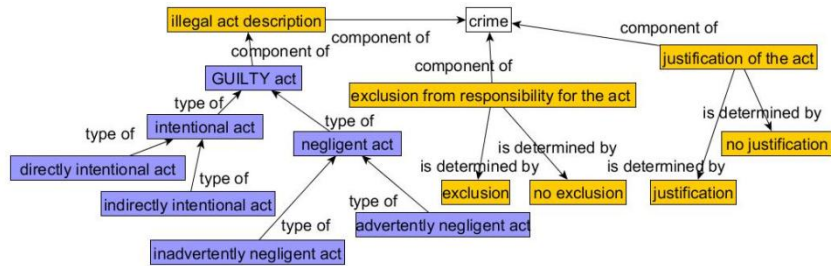 illegal act description
crime
component of
component of
component of
justification of the act
component of
GUILTY act
exclusion from responsibility for the act
type of
intentional act
type of
type of
negligent act
is determined by
no justification
directly intentional act
is determined by
is determined by
is determined by
type of
exclusion
no exclusion
justification
indirectly intentional act
type of
type of
advertently negligent act
inadvertently negligent act